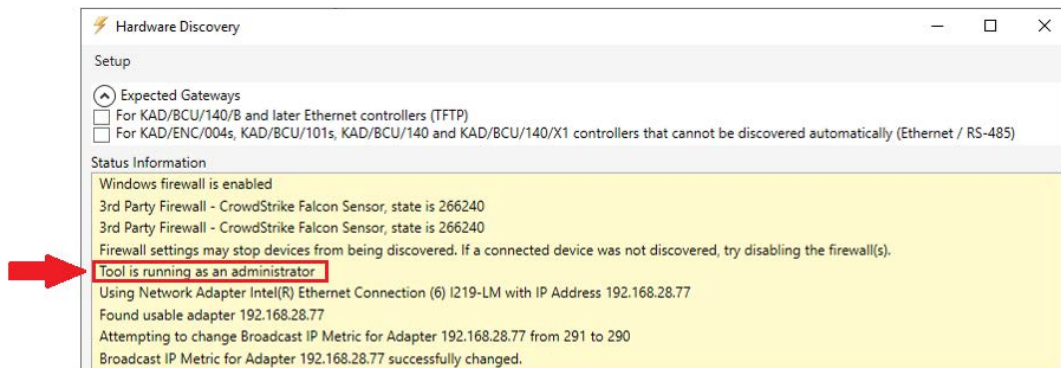 Hardware Discovery
Setup
Expected Gateways
For KAD/BCU/140/B and later Ethernet controllers (TFTP)
For KAD/ENC/004s, KAD/BCU/101s, KAD/BCU/140 and KAD/BCU/140/X1 controllers that cannot be discovered automatically (Ethernet / RS-485)
Status Information
Windows firewall is enabled
3rd Party Firewall - CrowdStrike Falcon Sensor, state is 266240
3rd Party Firewall - CrowdStrike Falcon Sensor, state is 266240
Firewall settings may stop devices from being discovered. If a connected device was not discovered, try disabling the firewall(s).
Tool is running as an administrator
Using Network Adapter Intel(R) Ethernet Connection (6) I219-LM with IP Address 192.168.28.77
Found usable adapter 192.168.28.77
Attempting to change Broadcast IP Metric for Adapter 192.168.28.77 from 291 to 290
Broadcast IP Metric for Adapter 192.168.28.77 successfully changed.